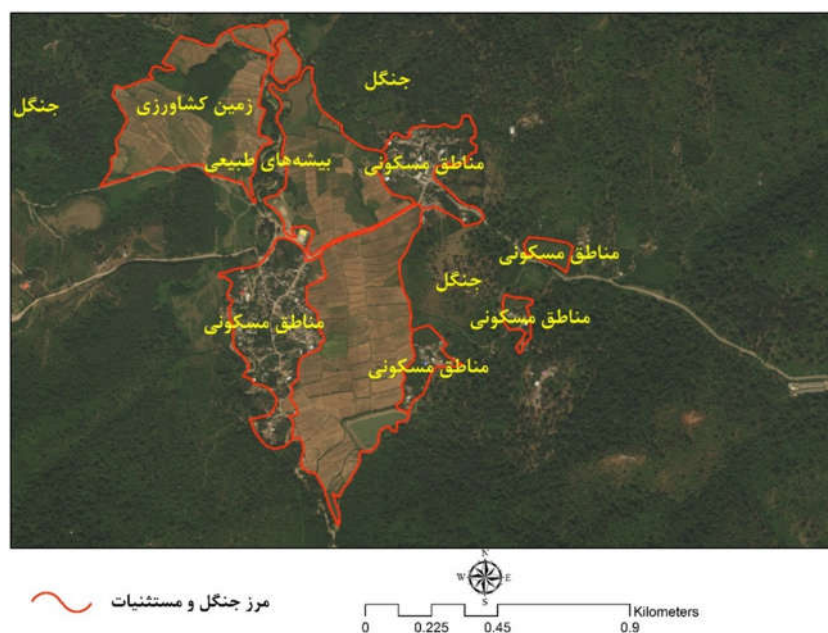 جنگل
جنگل
زمین کشاورزی
بیشه‌های طبیعی
مناطق مسکونی
مناطق مسکونی
جنگل
مناطق مسکونی
مناطق مسکونی
مناطق مسکونی
N
W E
S
مرز جنگل و مستثنیات
Kilometers
0 0.225 0.45 0.9